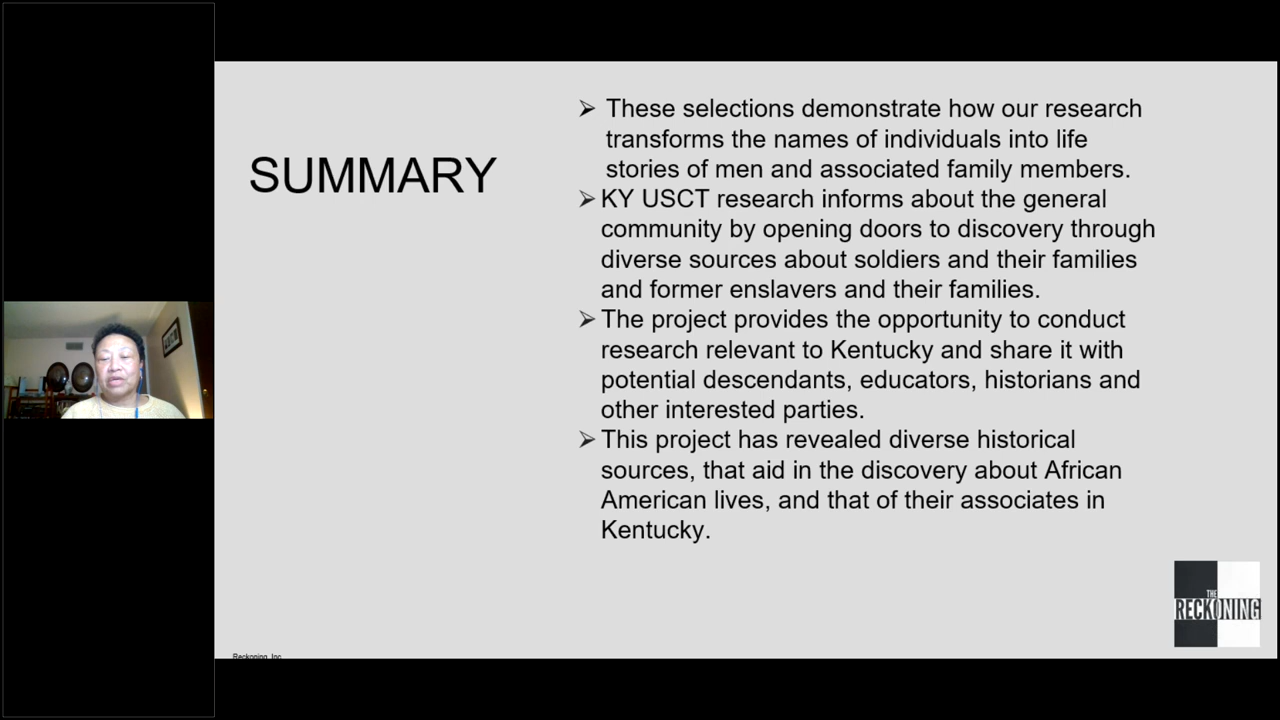 SUMMARY
➢ These selections demonstrate how our research
transforms the names of individuals into life
stories of men and associated family members.
➢ KY USCT research informs about the general
community by opening doors to discovery through
diverse sources about soldiers and their families
and former enslavers and their families.
➢ The project provides the opportunity to conduct
research relevant to Kentucky and share it with
potential descendants, educators, historians and
other interested parties.
➢ This project has revealed diverse historical
sources, that aid in the discovery about African
American lives, and that of their associates in
Kentucky.
THE
RECKONING
Reckoning, Inc.